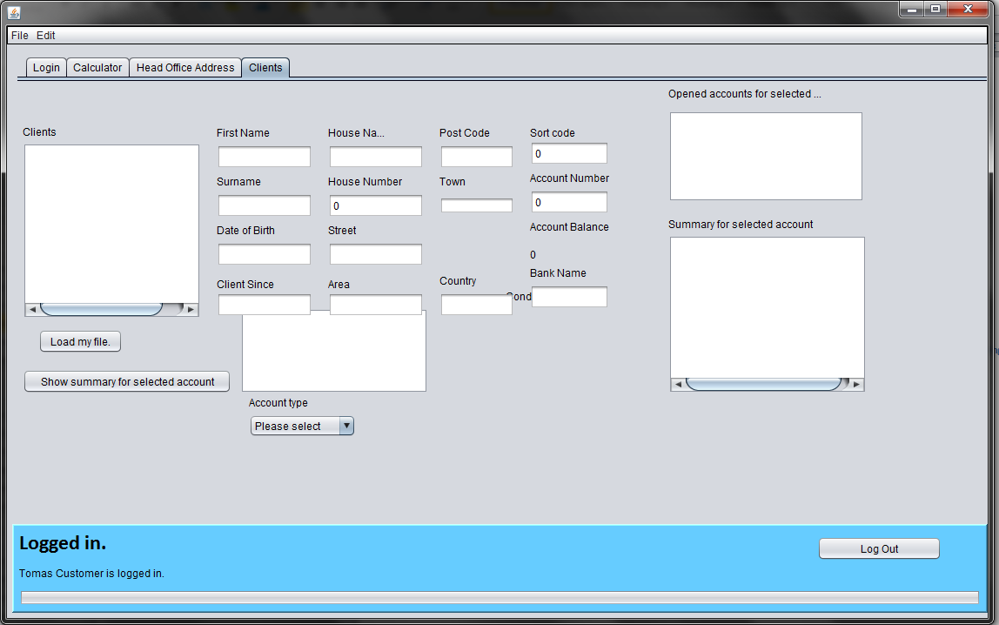 File Edit
Login Calculator Head Office Address Clients
Opened accounts for selected ...
Clients
First Name House Na... Post Code Sort code
0
Surname House Number Town Account Number
0 0
Date of Birth Street Account Balance
0
Client Since Area Country Bank Name
Cond
Load my file.
Show summary for selected account
Account type
Please select
Summary for selected account
Logged in.
Log Out
Tomas Customer is logged in.